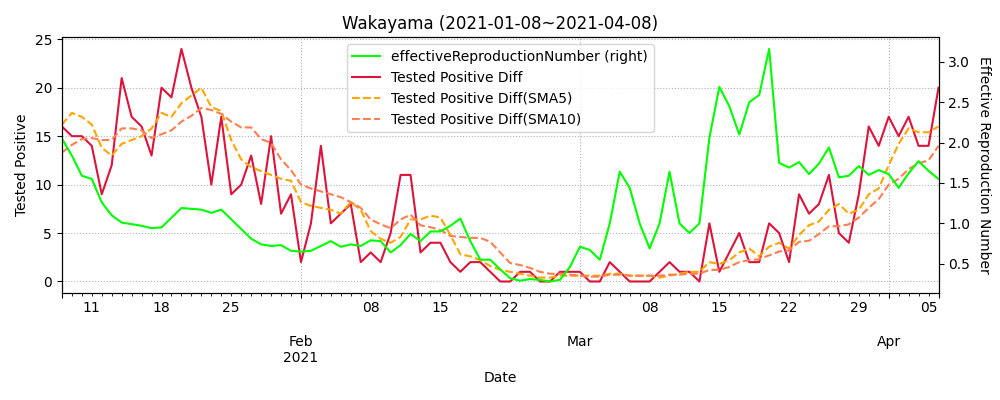 Wakayama (2021-01-08~2021-04-08)
effectiveReproductionNumber (right)
Tested Positive Diff
Tested Positive Diff(SMA5)
Tested Positive Diff(SMA10)
Tested Positive
25
20
15
10
5
0
Effective Reproduction Number
3.0
2.5
2.0
1.5
1.0
0.5
11 18 25 08 15 22 08 15 22 29 05
Feb Mar Apr
2021
Date